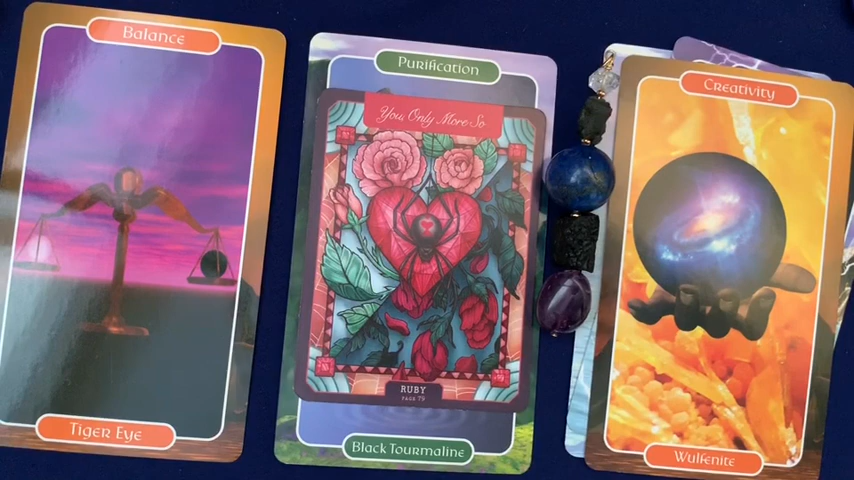 Balance
Tiger Eye
Purification
You, Only More So
RUBY
PAGE 79
Black Tourmaline
Creativity
Wulfenite